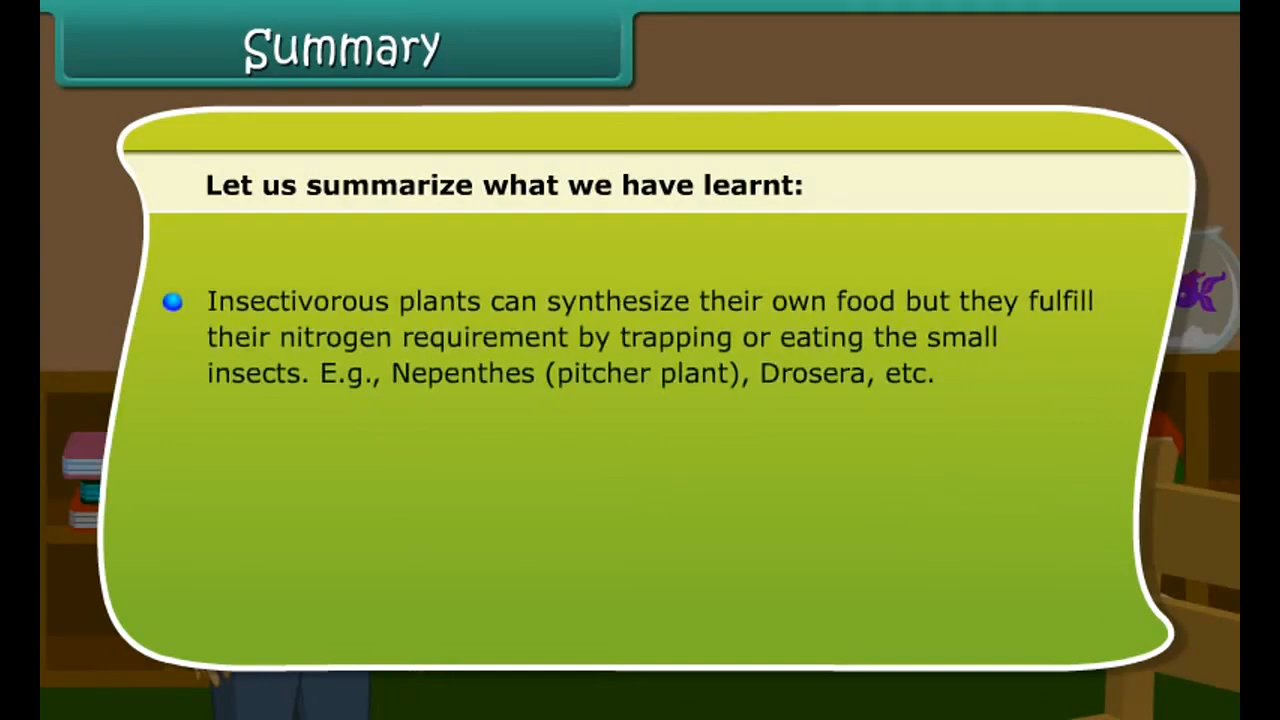 Summary
Let us summarize what we have learnt:
Insectivorous plants can synthesize their own food but they fulfill
their nitrogen requirement by trapping or eating the small
insects. E.g., Nepenthes (pitcher plant), Drosera, etc.